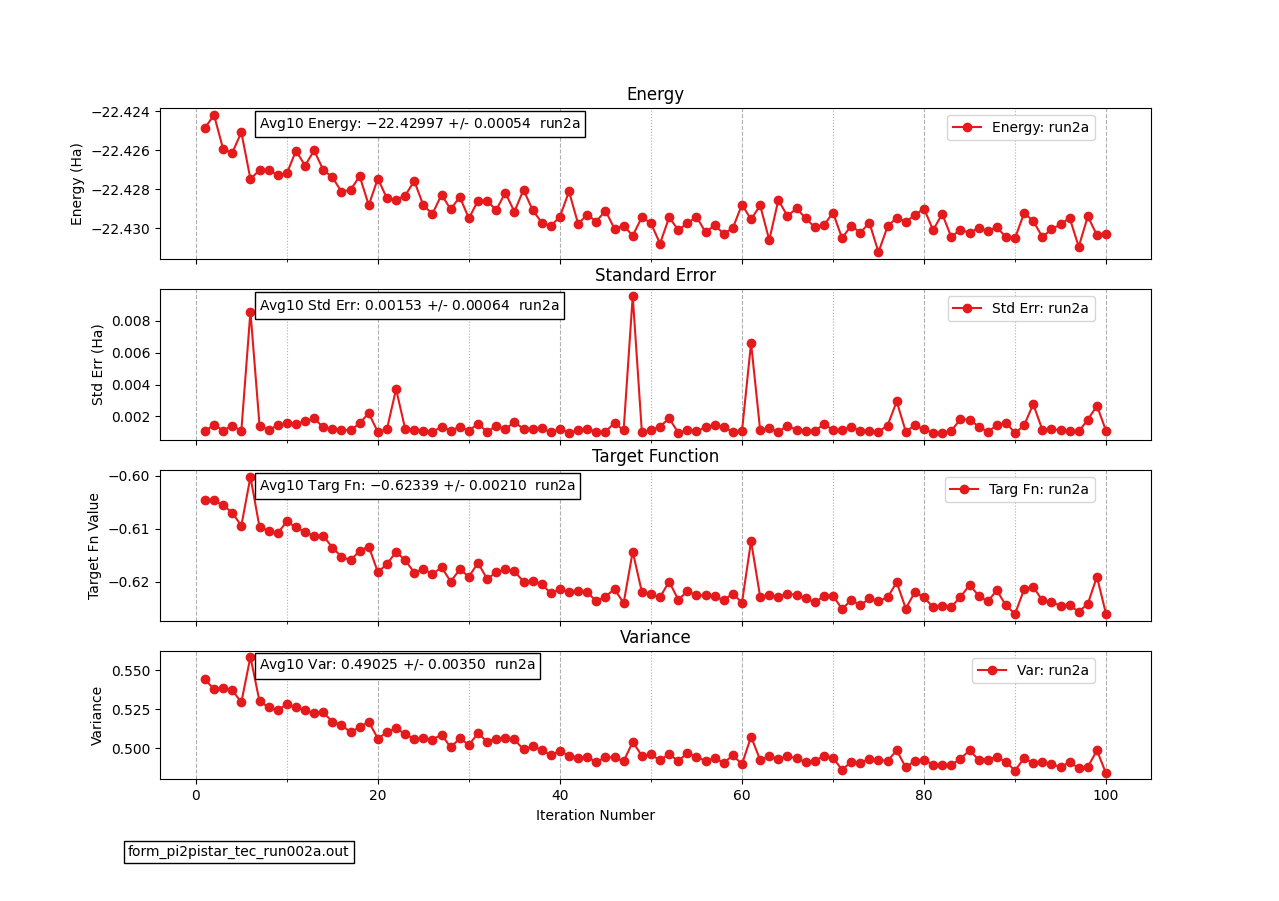 Energy
−22.424
−22.426
−22.428
−22.430
Energy (Ha)
Avg10 Energy: −22.42997 +/- 0.00054 run2a
Energy: run2a
Standard Error
0.008
0.006
0.004
0.002
Std Err (Ha)
Avg10 Std Err: 0.00153 +/- 0.00064 run2a
Std Err: run2a
Target Function
−0.60
−0.61
−0.62
Target Fn Value
Avg10 Targ Fn: −0.62339 +/- 0.00210 run2a
Targ Fn: run2a
Variance
0.550
0.525
0.500
Variance
Avg10 Var: 0.49025 +/- 0.00350 run2a
Var: run2a
0 20 40 60 80 100
Iteration Number
form_pi2pistar_tec_run002a.out